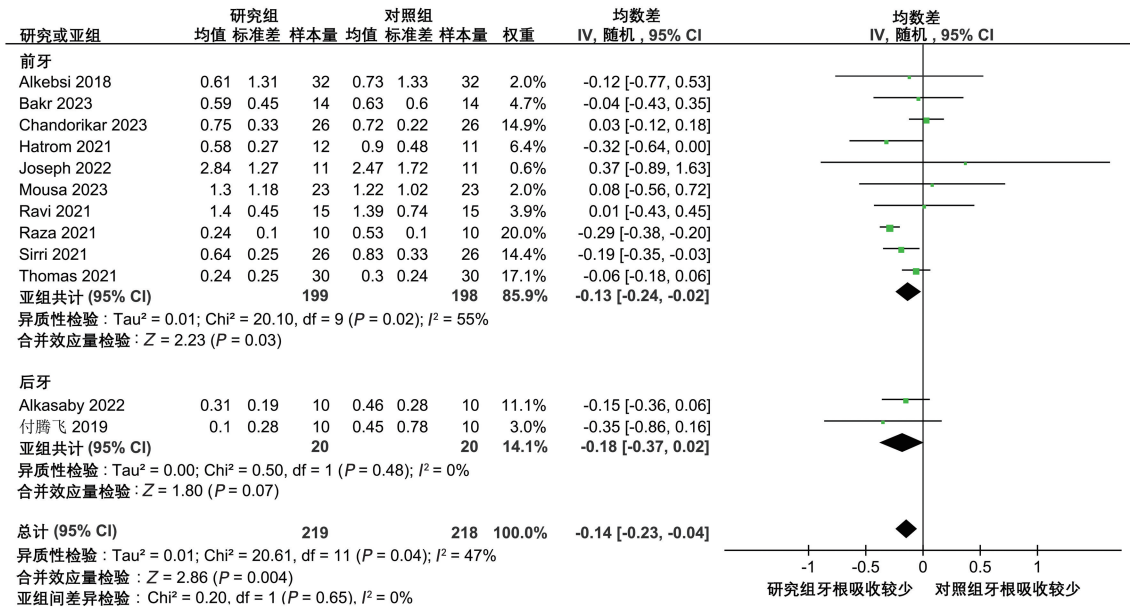 研究组 对照组 均数差 均数差
研究或亚组 均值 标准差 样本量 均值 标准差 样本量 权重 IV, 随机 , 95% CI IV, 随机 , 95% CI
前牙
Alkebsi 2018 0.61 1.31 32 0.73 1.33 32 2.0% -0.12 [-0.77, 0.53]
Bakr 2023 0.59 0.45 14 0.63 0.6 14 4.7% -0.04 [-0.43, 0.35]
Chandorikar 2023 0.75 0.33 26 0.72 0.22 26 14.9% 0.03 [-0.12, 0.18]
Hatrom 2021 0.58 0.27 12 0.9 0.48 11 6.4% -0.32 [-0.64, 0.00]
Joseph 2022 2.84 1.27 11 2.47 1.72 11 0.6% 0.37 [-0.89, 1.63]
Mousa 2023 1.3 1.18 23 1.22 1.02 23 2.0% 0.08 [-0.56, 0.72]
Ravi 2021 1.4 0.45 15 1.39 0.74 15 3.9% 0.01 [-0.43, 0.45]
Raza 2021 0.24 0.1 10 0.53 0.1 10 20.0% -0.29 [-0.38, -0.20]
Sirri 2021 0.64 0.25 26 0.83 0.33 26 14.4% -0.19 [-0.35, -0.03]
Thomas 2021 0.24 0.25 30 0.3 0.24 30 17.1% -0.06 [-0.18, 0.06]
亚组共计 (95% CI) 199 198 85.9% -0.13 [-0.24, -0.02]
异质性检验 : Tau² = 0.01; Chi² = 20.10, df = 9 (P = 0.02); I² = 55%
合并效应量检验 : Z = 2.23 (P = 0.03)
后牙
Alkasaby 2022 0.31 0.19 10 0.46 0.28 10 11.1% -0.15 [-0.36, 0.06]
付腾飞 2019 0.1 0.28 10 0.45 0.78 10 3.0% -0.35 [-0.86, 0.16]
亚组共计 (95% CI) 20 20 14.1% -0.18 [-0.37, 0.02]
异质性检验 : Tau² = 0.00; Chi² = 0.50, df = 1 (P = 0.48); I² = 0%
合并效应量检验 : Z = 1.80 (P = 0.07)
总计 (95% CI) 219 218 100.0% -0.14 [-0.23, -0.04]
异质性检验 : Tau² = 0.01; Chi² = 20.61, df = 11 (P = 0.04); I² = 47%
合并效应量检验 : Z = 2.86 (P = 0.004)
亚组间差异检验 : Chi² = 0.20, df = 1 (P = 0.65), I² = 0%
-1 -0.5 0 0.5 1
研究组牙根吸收较少 对照组牙根吸收较少